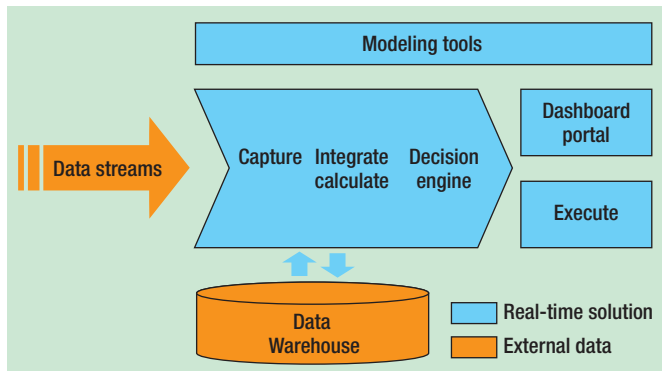 Modeling tools
Data streams
Capture
Integrate
calculate
Decision
engine
Dashboard
portal
Execute
Data
Warehouse
Real-time solution
External data